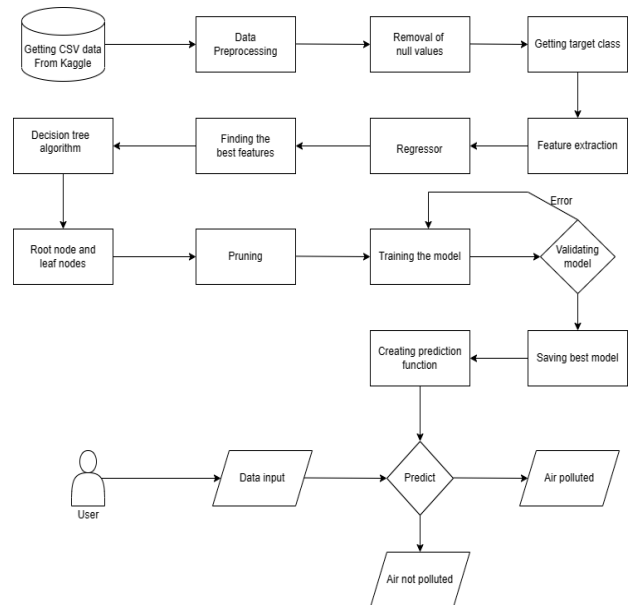 Getting CSV data
From Kaggle
Data
Preprocessing
Removal of
null values
Getting target class
Decision tree
algorithm
Finding the
best features
Regressor
Feature extraction
Error
Root node and
leaf nodes
Pruning
Training the model
Validating
model
Creating prediction
function
Saving best model
User
Data input
Predict
Air polluted
Air not polluted